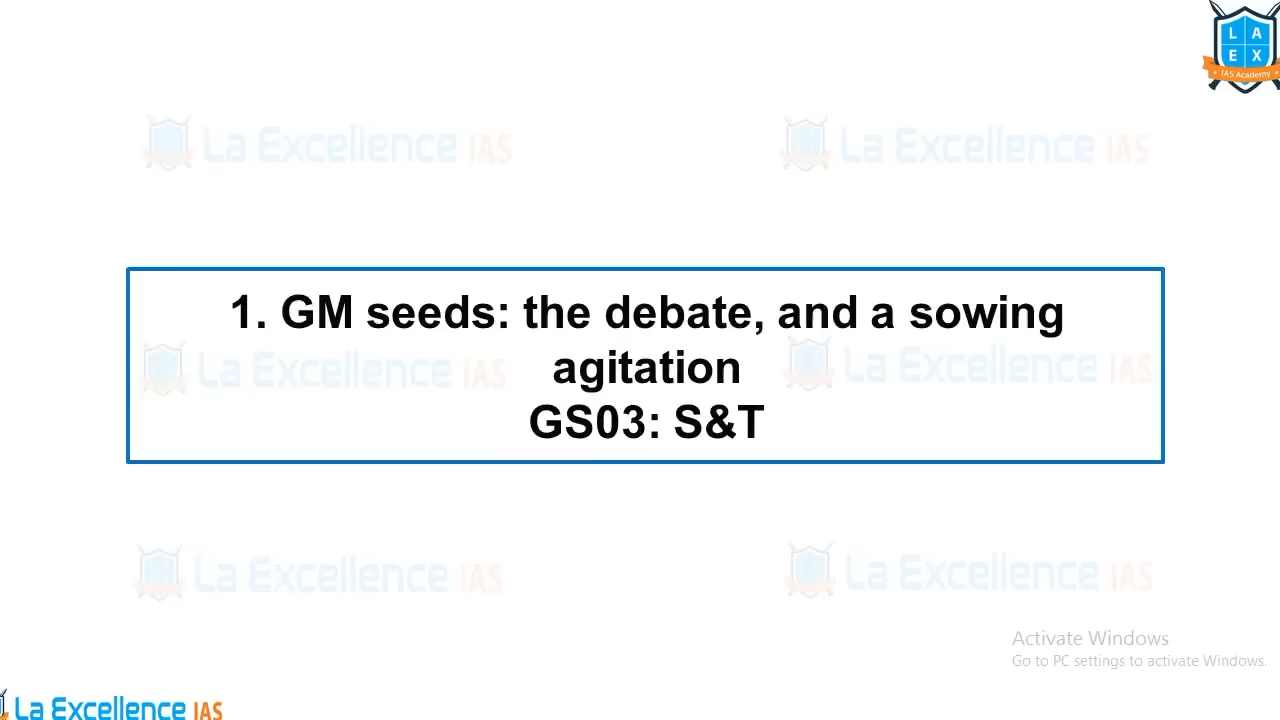 L A
E X
IAS Academy
La Excellence IAS La Excellence IAS
1. GM seeds: the debate, and a sowing
agitation
GS03: S&T
La Excellence IAS La Excellence IAS
La Excellence IAS La Excellence IAS
Activate Windows
Go to PC settings to activate Windows.
La Excellence IAS